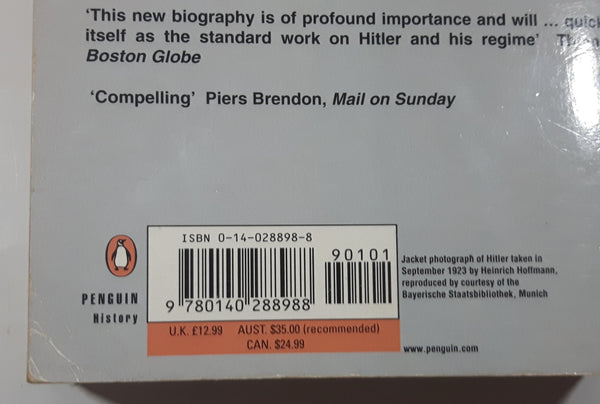 ‘This new biography is of profound importance and will ... quick
itself as the standard work on Hitler and his regime’
Boston Globe
‘Compelling’ Piers Brendon, Mail on Sunday
ISBN 0-14-028898-8
90101
9 780140 288988
PENGUIN
History
U.K. £12.99 AUST. $35.00 (recommended)
CAN. $24.99
Jacket photograph of Hitler taken in
September 1923 by Heinrich Hoffmann,
reproduced by courtesy of the
Bayerische Staatsbibliothek, Munich
www.penguin.com